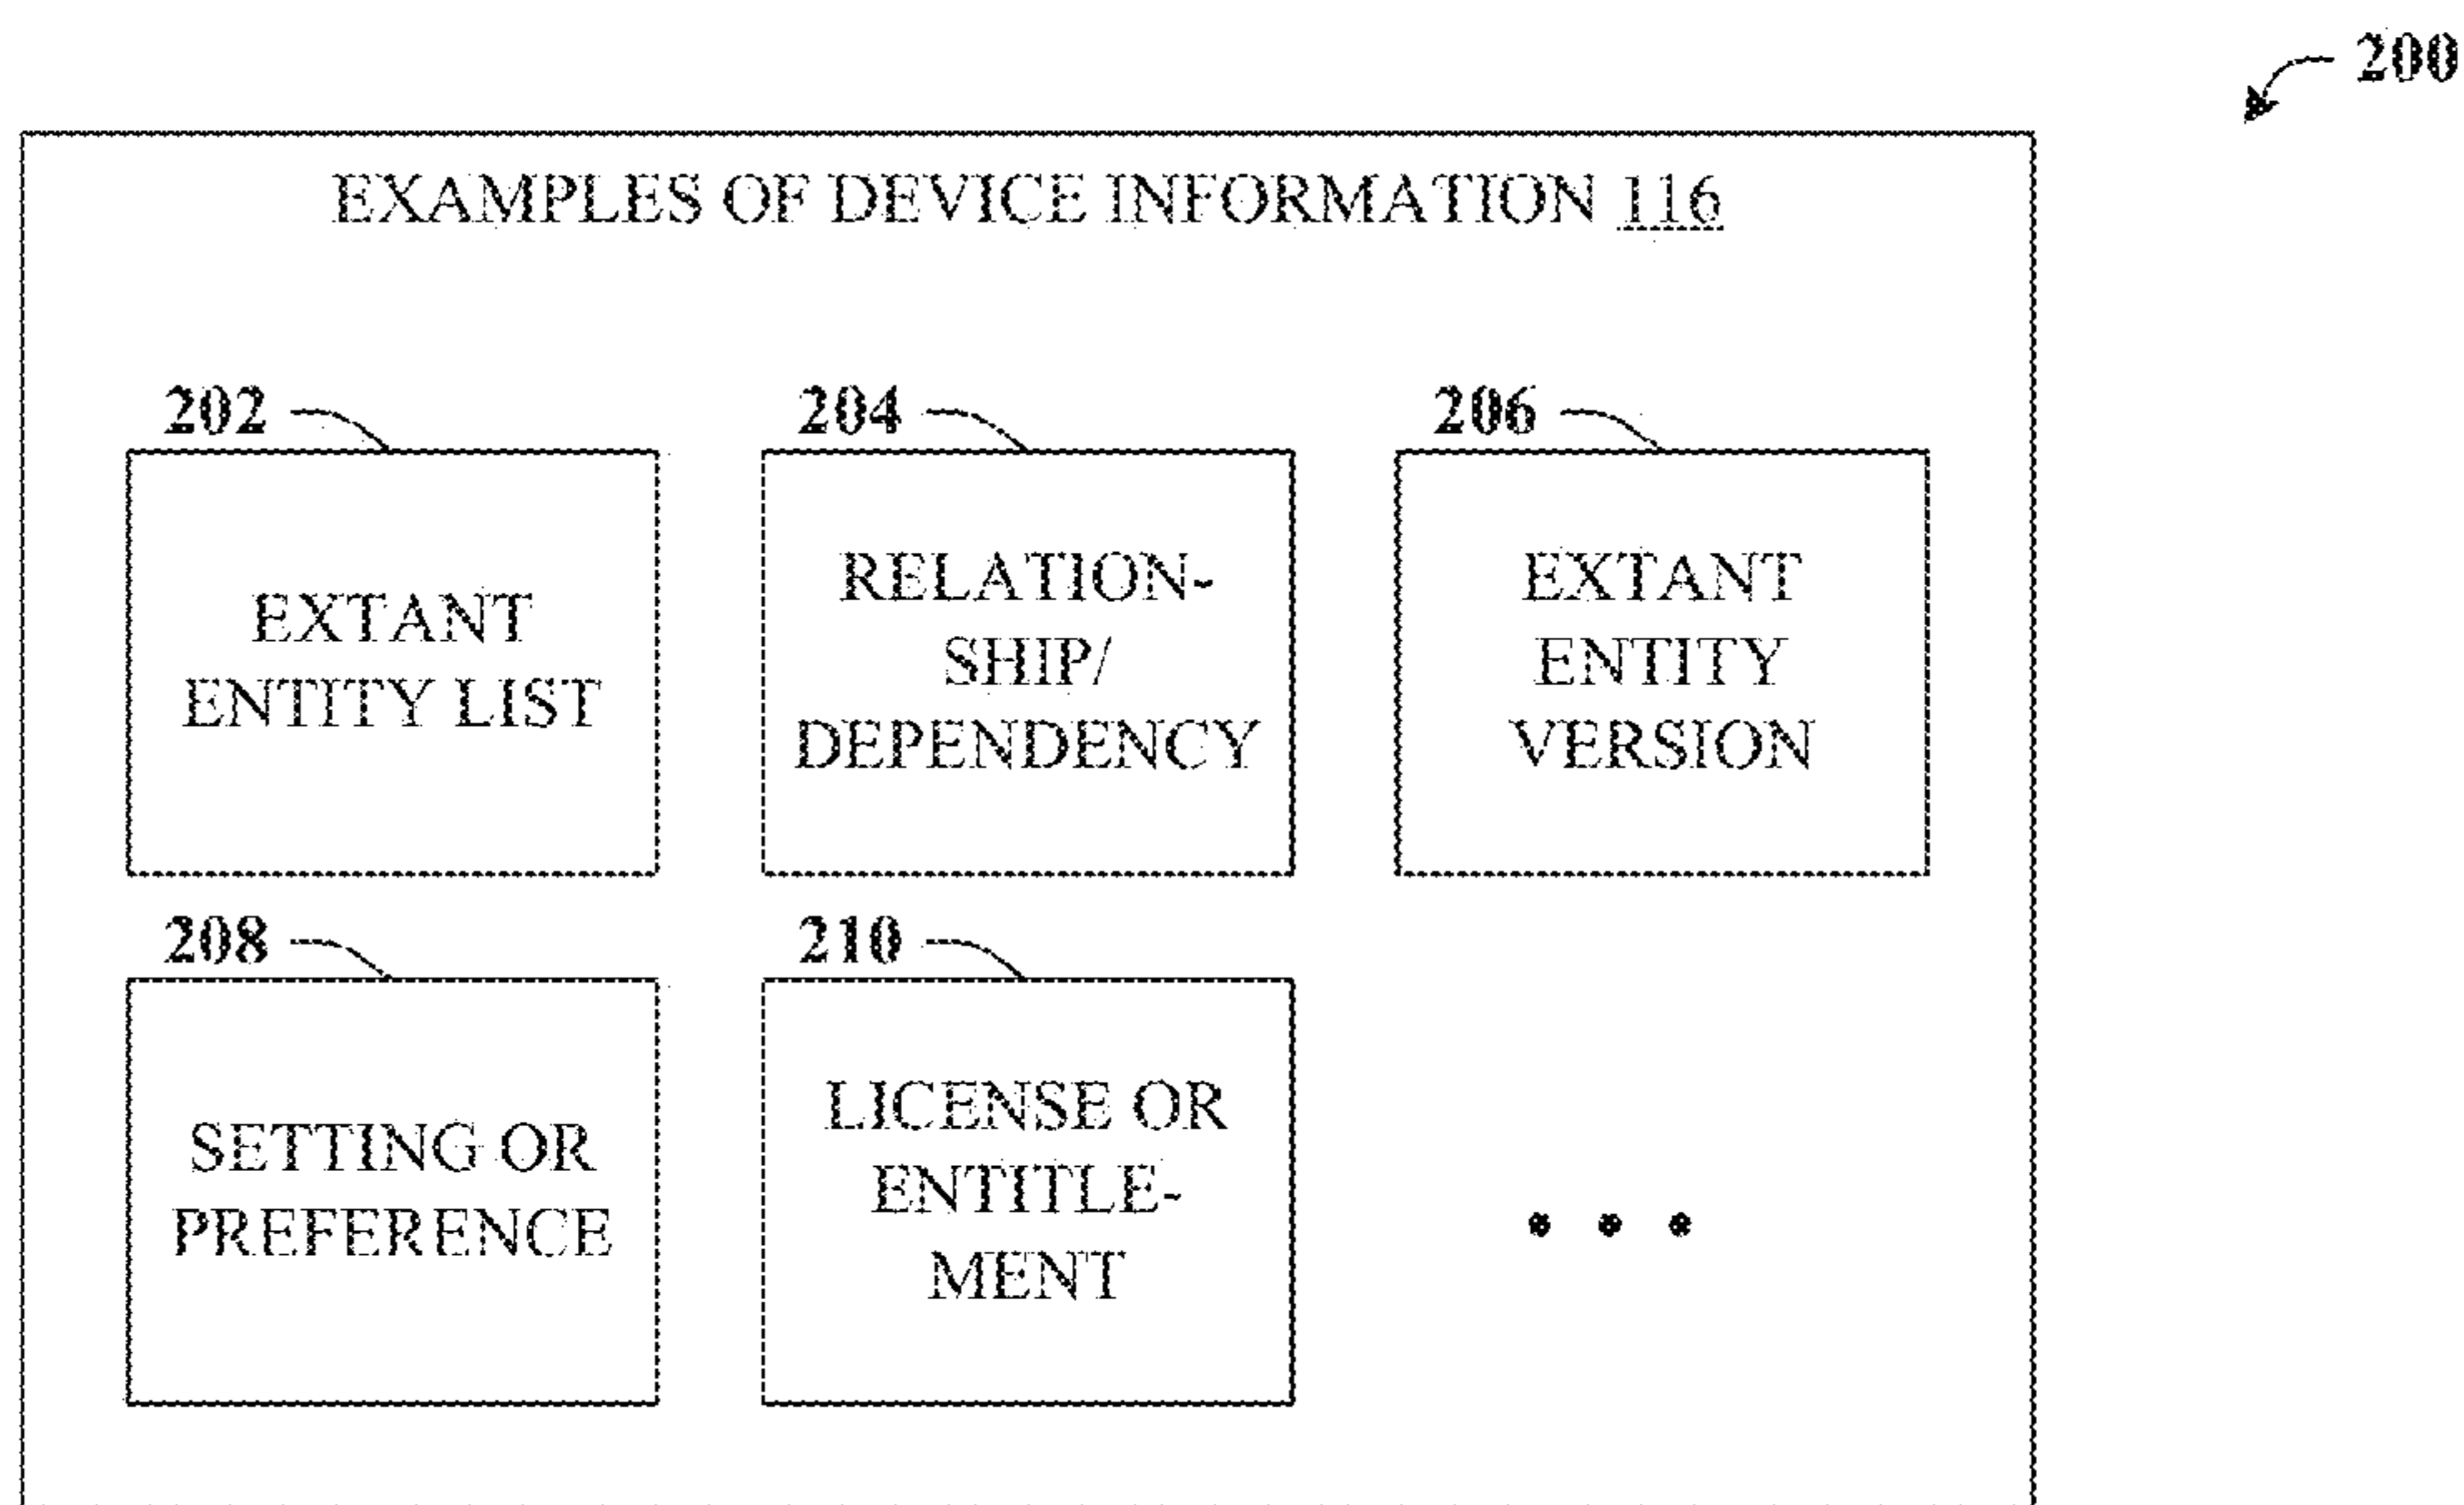 200
EXAMPLES OF DEVICE INFORMATION 116
202
204
206
EXTANT
ENTITY LIST
RELATION-
SHIP/
DEPENDENCY
EXTANT
ENTITY
VERSION
208
210
SETTING OR
PREFERENCE
LICENSE OR
ENTITLE-
MENT
• • •